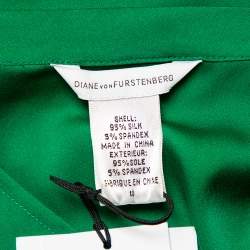 DIANE VON FURSTENBERG
SHELL:
95% SILK
5% SPANDEX
MADE IN CHINA
EXTERIEUR:
95% SOIE
5% SPANDEX
FABRIQUE EN CHINE